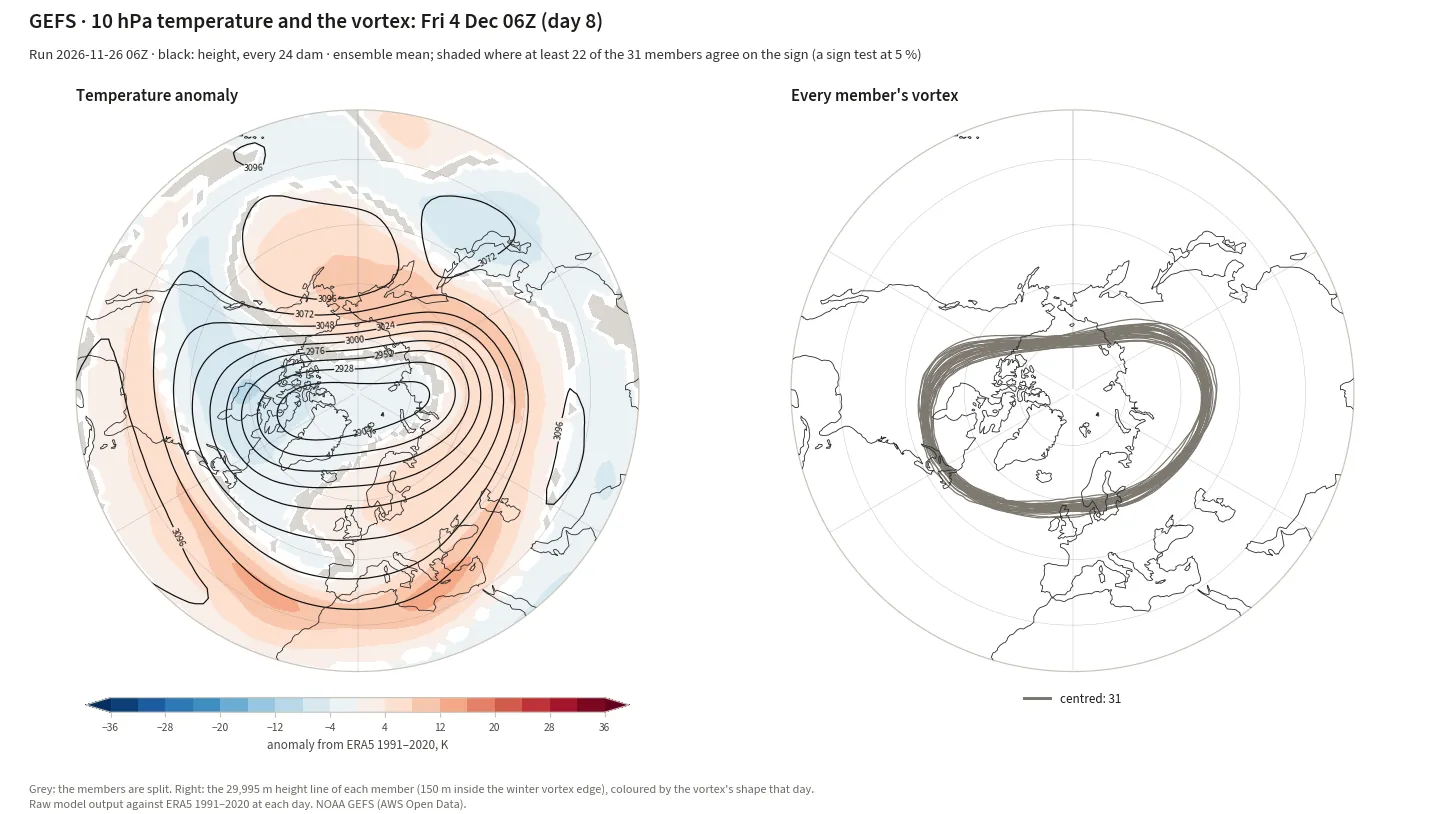 GEFS · 10 hPa temperature and the vortex: Fri 4 Dec 06Z (day 8)
Run 2026-11-26 06Z · black: height, every 24 dam · ensemble mean; shaded where at least 22 of the 31 members agree on the sign (a sign test at 5 %)
Temperature anomaly
Every member's vortex
3096
3072
3096
3072
3048
3024
3000
2976
2952
2928
3096
3096
centred: 31
−36
−28
−20
−12
−4
4
12
20
28
36
anomaly from ERA5 1991–2020, K
Grey: the members are split. Right: the 29,995 m height line of each member (150 m inside the winter vortex edge), coloured by the vortex's shape that day.
Raw model output against ERA5 1991–2020 at each day. NOAA GEFS (AWS Open Data).